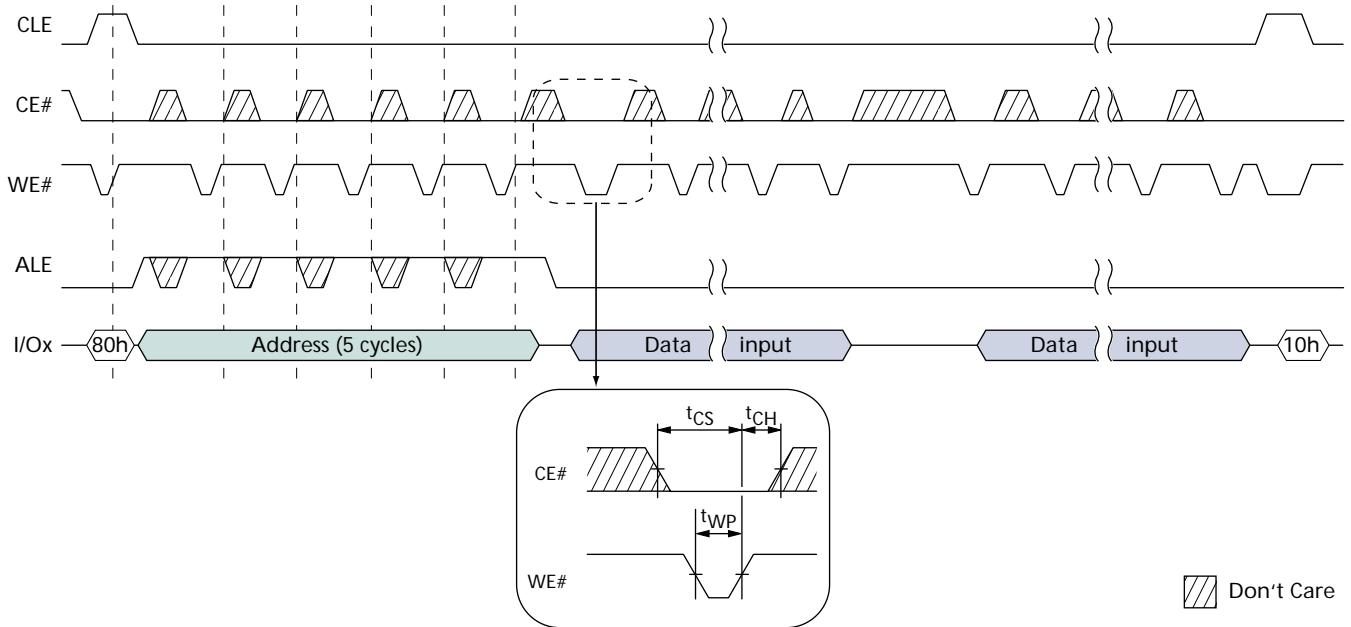 CLE
CE#
WE#
ALE
I/Ox 80h Address (5 cycles) Data input Data input 10h
tCS tCH
CE#
tWP
WE#
Don't Care